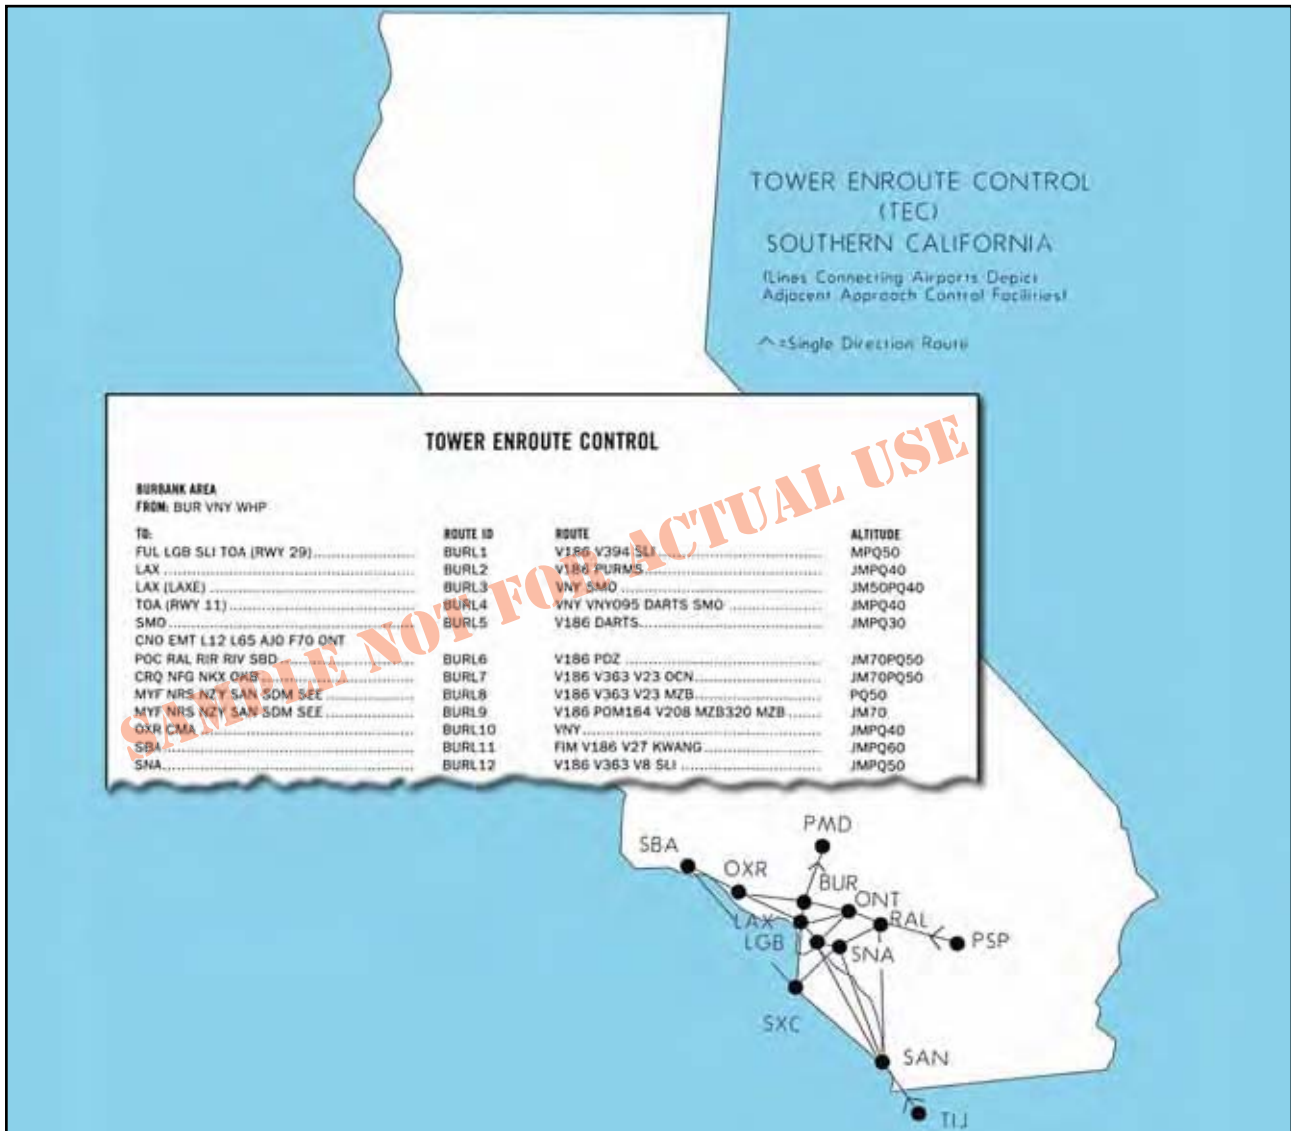 TOWER ENROUTE CONTROL
(TEC)
SOUTHERN CALIFORNIA
(Lines Connecting Airports Depict
Adjacent Approach Control Facilities)
^ =Single Direction Route
TOWER ENROUTE CONTROL
BURBANK AREA
FROM: BUR VNY WHP
TO: ROUTE ID ROUTE ALTITUDE
FUL LGB SLI TOA (RWY 29) BURL1 V186 V394 SLI MPQ50
LAX BURL2 V186 PURMS JMPQ40
LAX (LAXE) BURL3 VNY SMO JM50PQ40
TOA (RWY 11) BURL4 VNY VNY095 DARTS SMO JMPQ40
SMO BURL5 V186 DARTS JMPQ30
CNO EMT L12 L65 AJO F70 ONT
POC RAL RIR RIV SBD BURL6 V186 PDZ JM70PQ50
CRQ NFG NKX OKB BURL7 V186 V363 V23 OCN JM70PQ50
MYF NRS NZY SAN SDM SEE BURL8 V186 V363 V23 MZB PQ50
MYF NRS NZY SAN SDM SEE BURL9 V186 POM164 V208 MZB320 MZB JM70
OXR CMA BURL10 VNY JMPQ40
SBA BURL11 FIM V186 V27 KWANG JMPQ60
SNA BURL12 V186 V363 V8 SLI JMPQ50
SAMPLE NOT FOR ACTUAL USE
PMD
SBA
OXR
BUR
ONT
LAX
RAL
LGB
SNA
PSP
SXC
SAN
TIJ